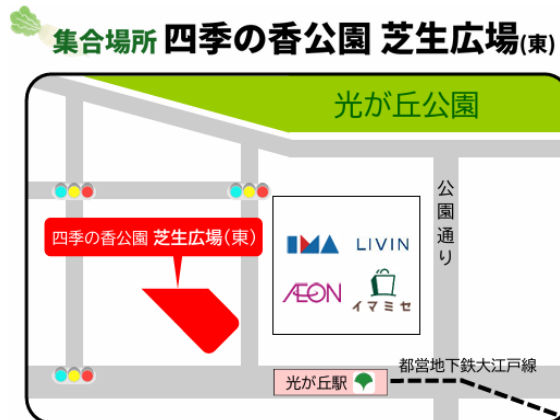 集合場所 四季の香公園 芝生広場(東)
光が丘公園
公園通り
四季の香公園 芝生広場(東)
IMA LIVIN
ÆON イマミセ
都営地下鉄大江戸線
光が丘駅